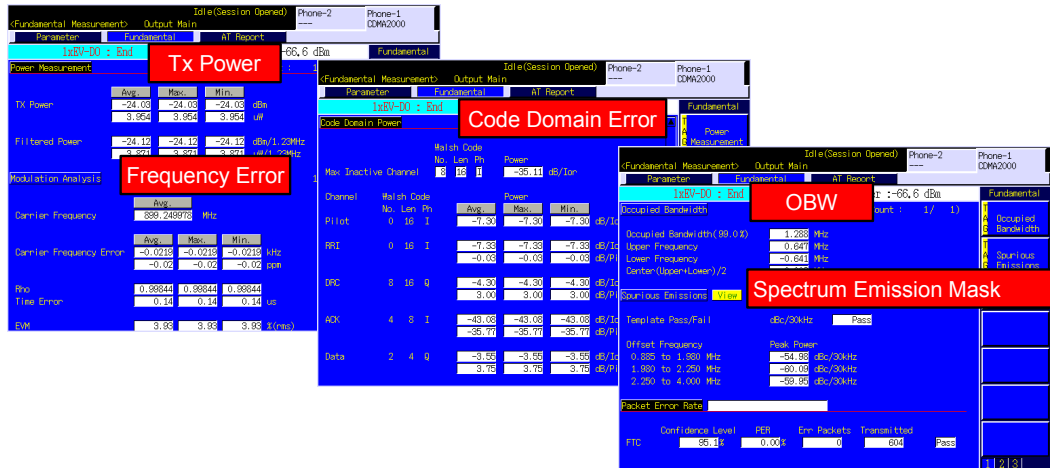 Idle(Session Opened)
Phone-2
Phone-1
<Fundamental Measurement> Output Main
---
CDMA2000
Parameter Fundamental AT Report
1xEV-DO : End
-66.6 dBm
Fundamental
Tx Power
Power Measurement
: 1
Avg. Max. Min.
TX Power -24.03 -24.03 -24.03 dBm
3.954 3.954 3.954 uW
Filtered Power -24.12 -24.12 -24.12 dBm/1.23MHz
3.871 3.871 3.871 uW/1.23MHz
Frequency Error
Modulation Analysis
1
Avg.
Carrier Frequency 899.249978 MHz
Avg. Max. Min.
Carrier Frequency Error -0.0219 -0.0219 -0.0219 kHz
-0.02 -0.02 -0.02 ppm
Rho 0.99844 0.99844 0.99844
Time Error 0.14 0.14 0.14 us
EVM 3.93 3.93 3.93 %(rms)
Idle(Session Opened)
Phone-2
Phone-1
<Fundamental Measurement> Output Main
---
CDMA2000
Parameter Fundamental AT Report
1xEV-DO : End
Fundamental
Code Domain Error
Code Domain Power
TAG Power Measurement
Walsh Code
No. Len Ph Power
Max Inactive Channel 8 16 I -35.11 dB/Ior
Channel Walsh Code Power
No. Len Ph Avg. Max. Min.
Pilot 0 16 I -7.30 -7.30 -7.30
RRI 0 16 I -7.33 -7.33 -7.33
-0.03 -0.03 -0.03
DRC 8 16 Q -4.30 -4.30 -4.30
3.00 3.00 3.00
ACK 4 8 I -43.08 -43.08 -43.08
-35.77 -35.77 -35.77
Data 2 4 Q -3.55 -3.55 -3.55
3.75 3.75 3.75
Idle(Session Opened)
Phone-2
Phone-1
<Fundamental Measurement> Output Main
---
CDMA2000
Parameter Fundamental AT Report
1xEV-DO : End
er :-66.6 dBm
Fundamental
OBW
Occupied Bandwidth
ount : 1/ 1)
TAG Occupied Bandwidth
Occupied Bandwidth(99.0%) 1.288 MHz
Upper Frequency 0.647 MHz
Lower Frequency -0.641 MHz
Center(Upper+Lower)/2
TAG Spurious Emissions
Spectrum Emission Mask
Spurious Emissions View
Template Pass/Fail dBc/30kHz Pass
Offset Frequency Peak Power
0.885 to 1.980 MHz -54.98 dBc/30kHz
1.980 to 2.250 MHz -60.09 dBc/30kHz
2.250 to 4.000 MHz -59.95 dBc/30kHz
Packet Error Rate
Confidence Level PER Err Packets Transmitted
FTC 95.1% 0.00% 0 604 Pass
1 2 3